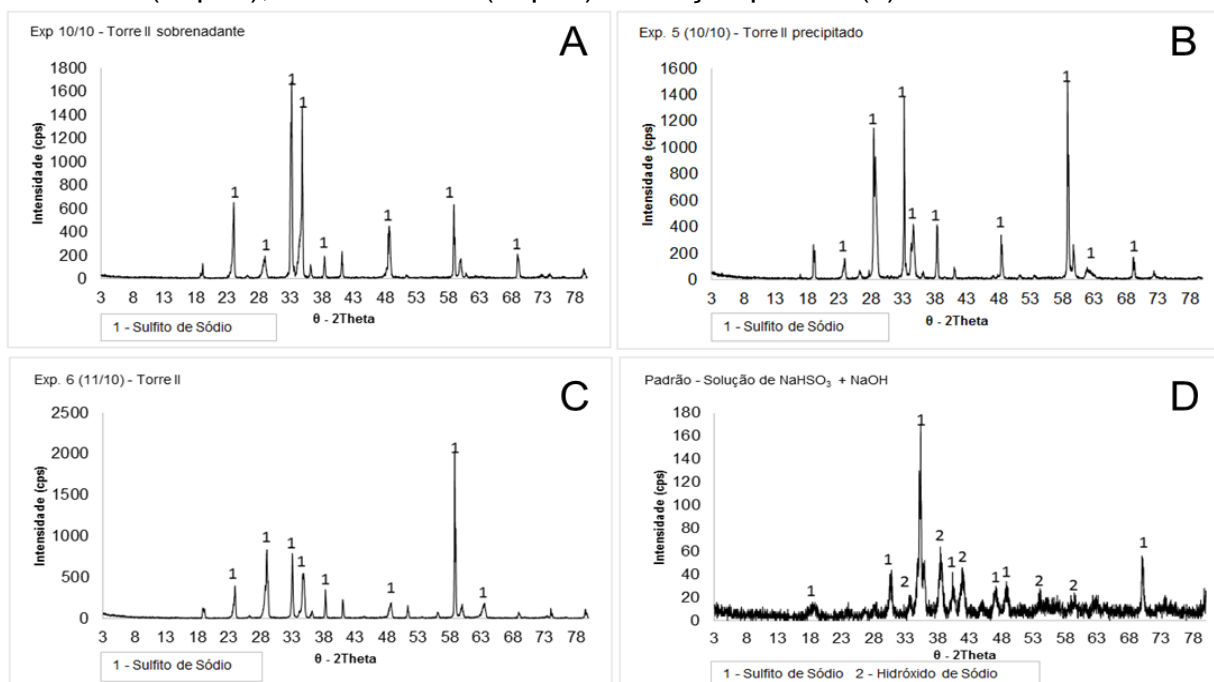 Exp 10/10 - Torre II sobrenadante
A
Intensidade (cps)
1800
1600
1400
1200
1000
800
600
400
200
0
1 1 1 1 1 1 1 1
3 8 13 18 23 28 33 38 43 48 53 58 63 68 73 78
θ - 2Theta
1 - Sulfito de Sódio
Exp. 5 (10/10) - Torre II precipitado
B
Intensidade (cps)
1600
1400
1200
1000
800
600
400
200
0
1 1 1 1 1 1 1 1 1
3 8 13 18 23 28 33 38 43 48 53 58 63 68 73 78
θ - 2Theta
1 - Sulfito de Sódio
Exp. 6 (11/10) - Torre II
C
Intensidade (cps)
2500
2000
1500
1000
500
0
1 1 1 1 1 1 1 1
3 8 13 18 23 28 33 38 43 48 53 58 63 68 73 78
θ - 2Theta
1 - Sulfito de Sódio
Padrão - Solução de NaHSO₃ + NaOH
D
Intensidade (cps)
180
160
140
120
100
80
60
40
20
0
1 1 2 1 2 1 2 1 1 2 2 1
3 8 13 18 23 28 33 38 43 48 53 58 63 68 73 78
θ - 2Theta
1 - Sulfito de Sódio 2 - Hidróxido de Sódio